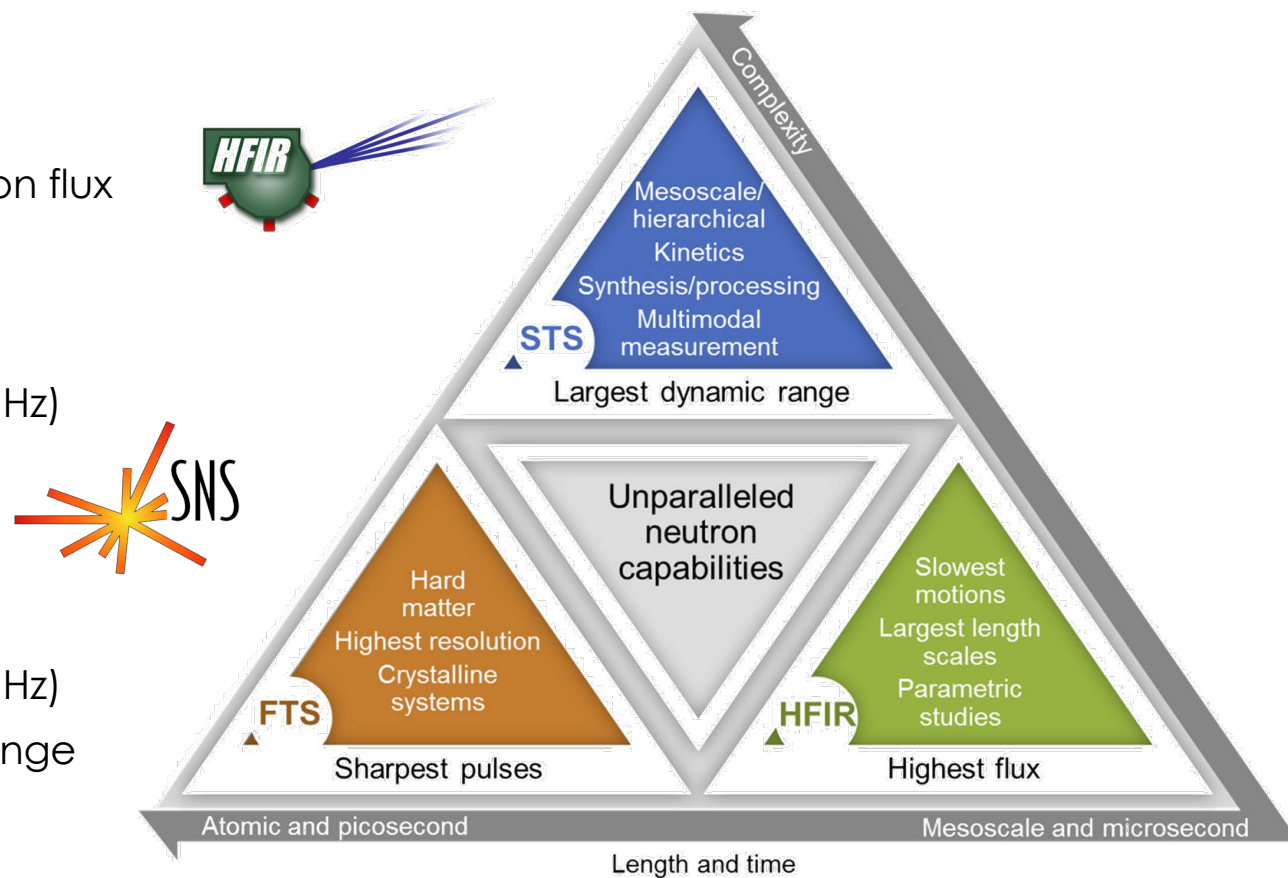 on flux
HFIR
Hz)
SNS
Hz)
nge
Complexity
Mesoscale/
hierarchical
Kinetics
Synthesis/processing
Multimodal
measurement
STS
Largest dynamic range
Unparalleled
neutron
capabilities
Hard
matter
Highest resolution
Crystalline
systems
FTS
Sharpest pulses
Slowest
motions
Largest length
scales
Parametric
studies
HFIR
Highest flux
Atomic and picosecond
Mesoscale and microsecond
Length and time